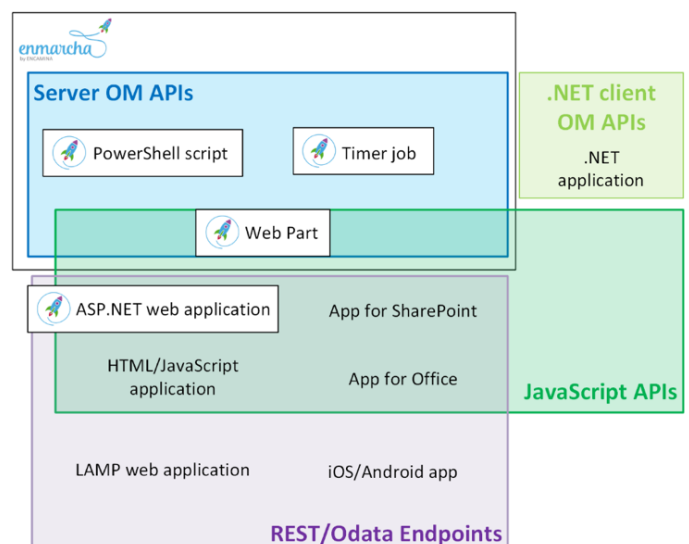 enmarcha
by ENCAMINA
Server OM APIs
.NET client
OM APIs
PowerShell script
Timer job
.NET
application
Web Part
ASP.NET web application
App for SharePoint
HTML/JavaScript
application
App for Office
JavaScript APIs
LAMP web application
iOS/Android app
REST/Odata Endpoints